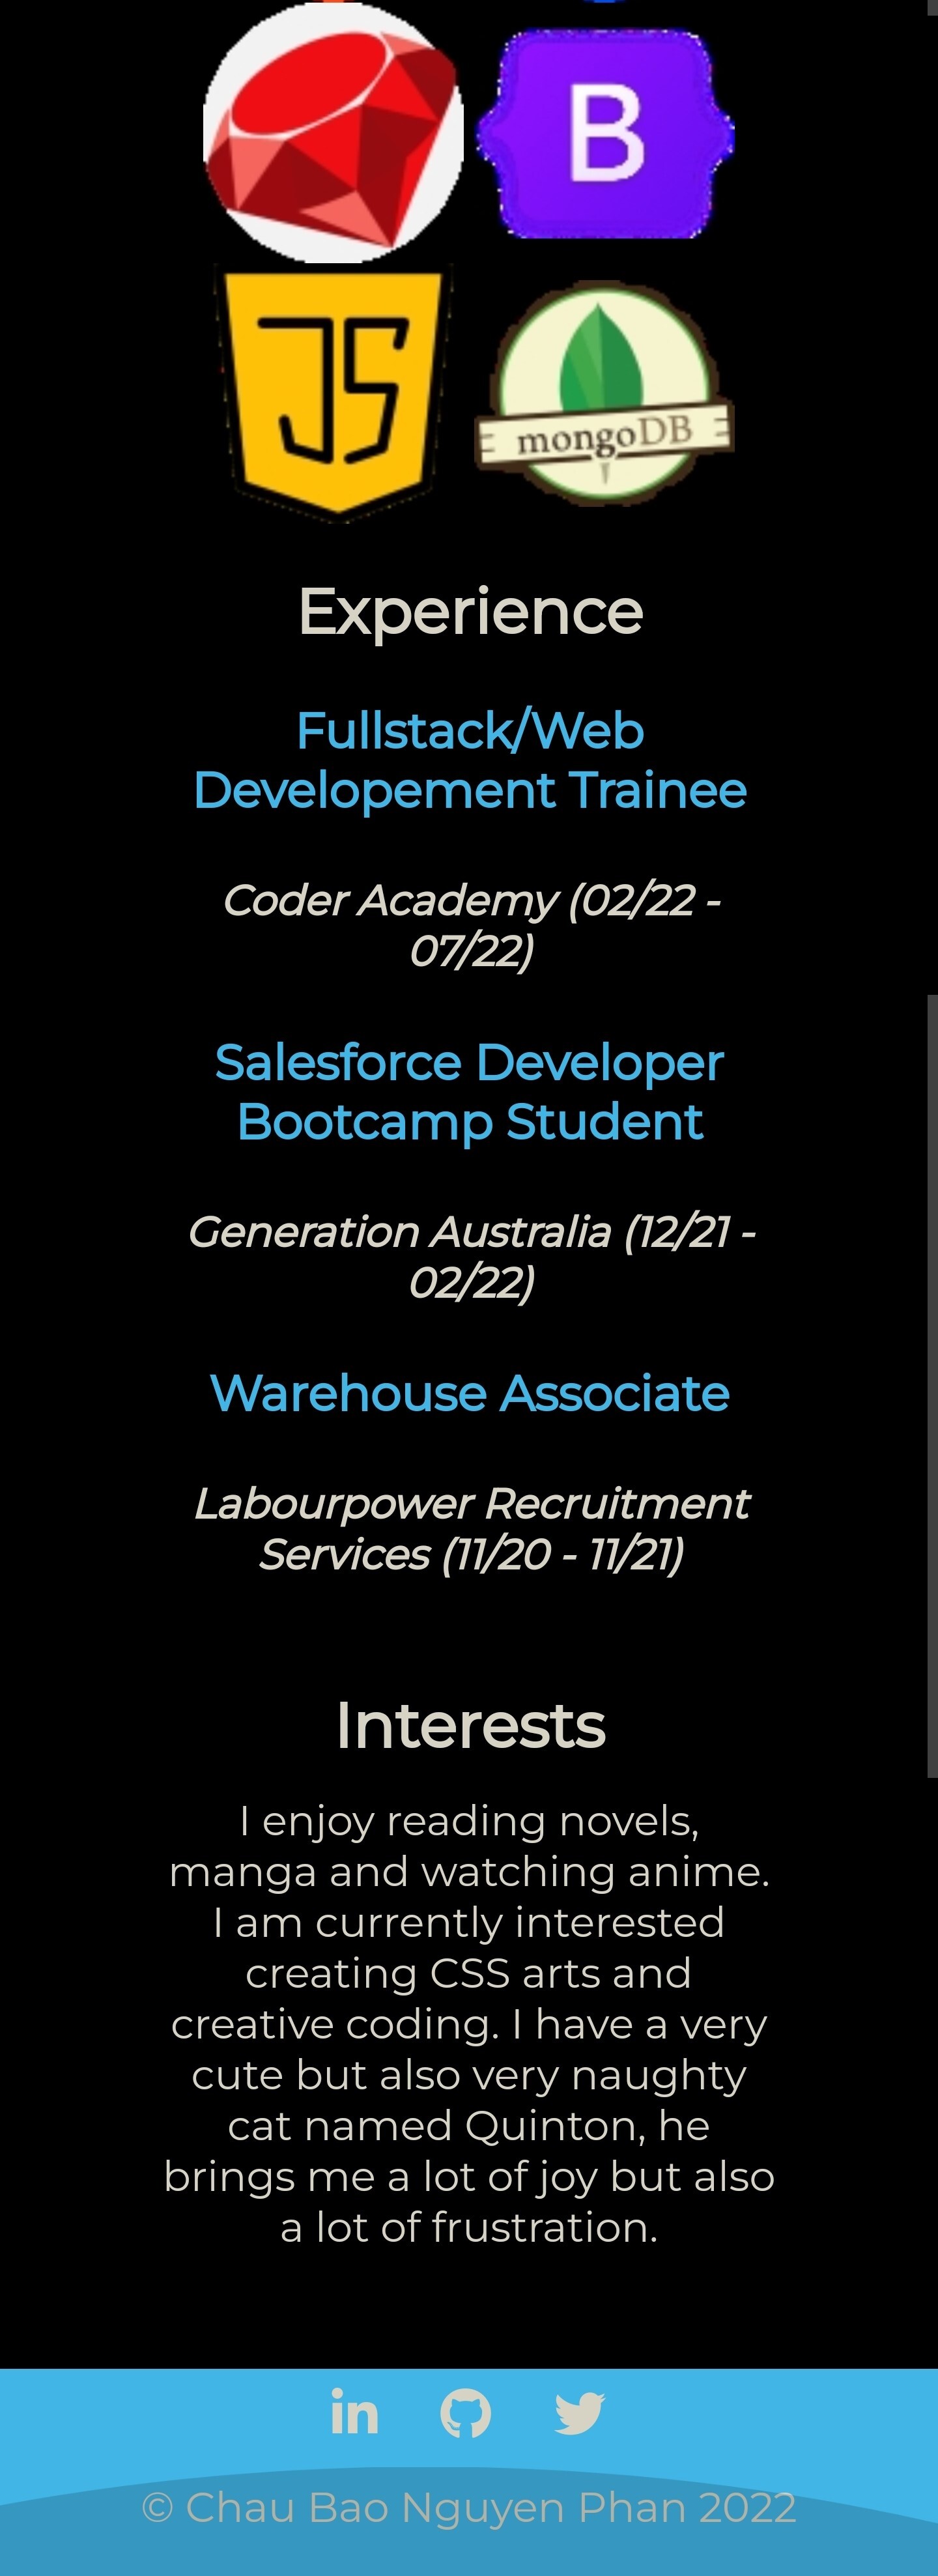 B
JS
mongoDB
Experience
Fullstack/Web
Developement Trainee
Coder Academy (02/22 -
07/22)
Salesforce Developer
Bootcamp Student
Generation Australia (12/21 -
02/22)
Warehouse Associate
Labourpower Recruitment
Services (11/20 - 11/21)
Interests
I enjoy reading novels,
manga and watching anime.
I am currently interested
creating CSS arts and
creative coding. I have a very
cute but also very naughty
cat named Quinton, he
brings me a lot of joy but also
a lot of frustration.
in
© Chau Bao Nguyen Phan 2022